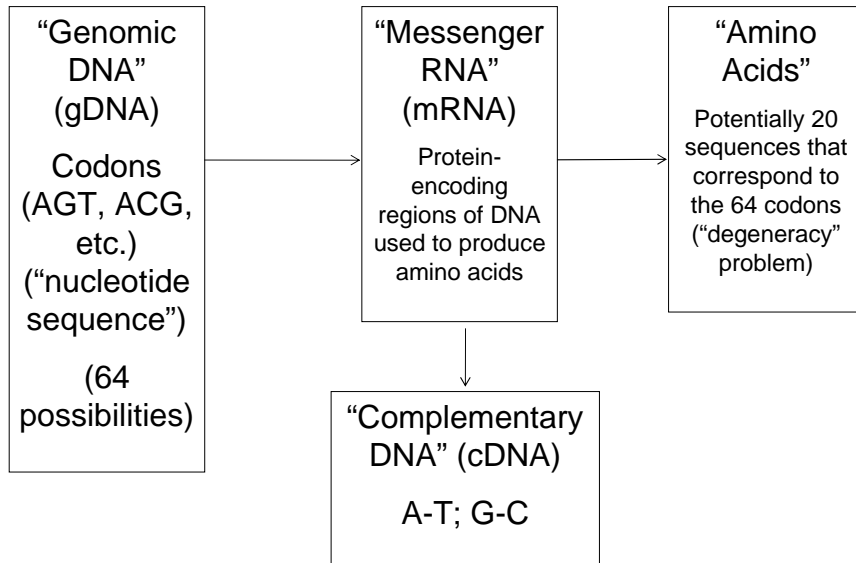 “Genomic
DNA”
(gDNA)
Codons
(AGT, ACG,
etc.)
(“nucleotide
sequence”)
(64
possibilities)
“Messenger
RNA”
(mRNA)
Protein-
encoding
regions of DNA
used to produce
amino acids
“Amino
Acids”
Potentially 20
sequences that
correspond to
the 64 codons
(“degeneracy”
problem)
“Complementary
DNA” (cDNA)
A-T; G-C